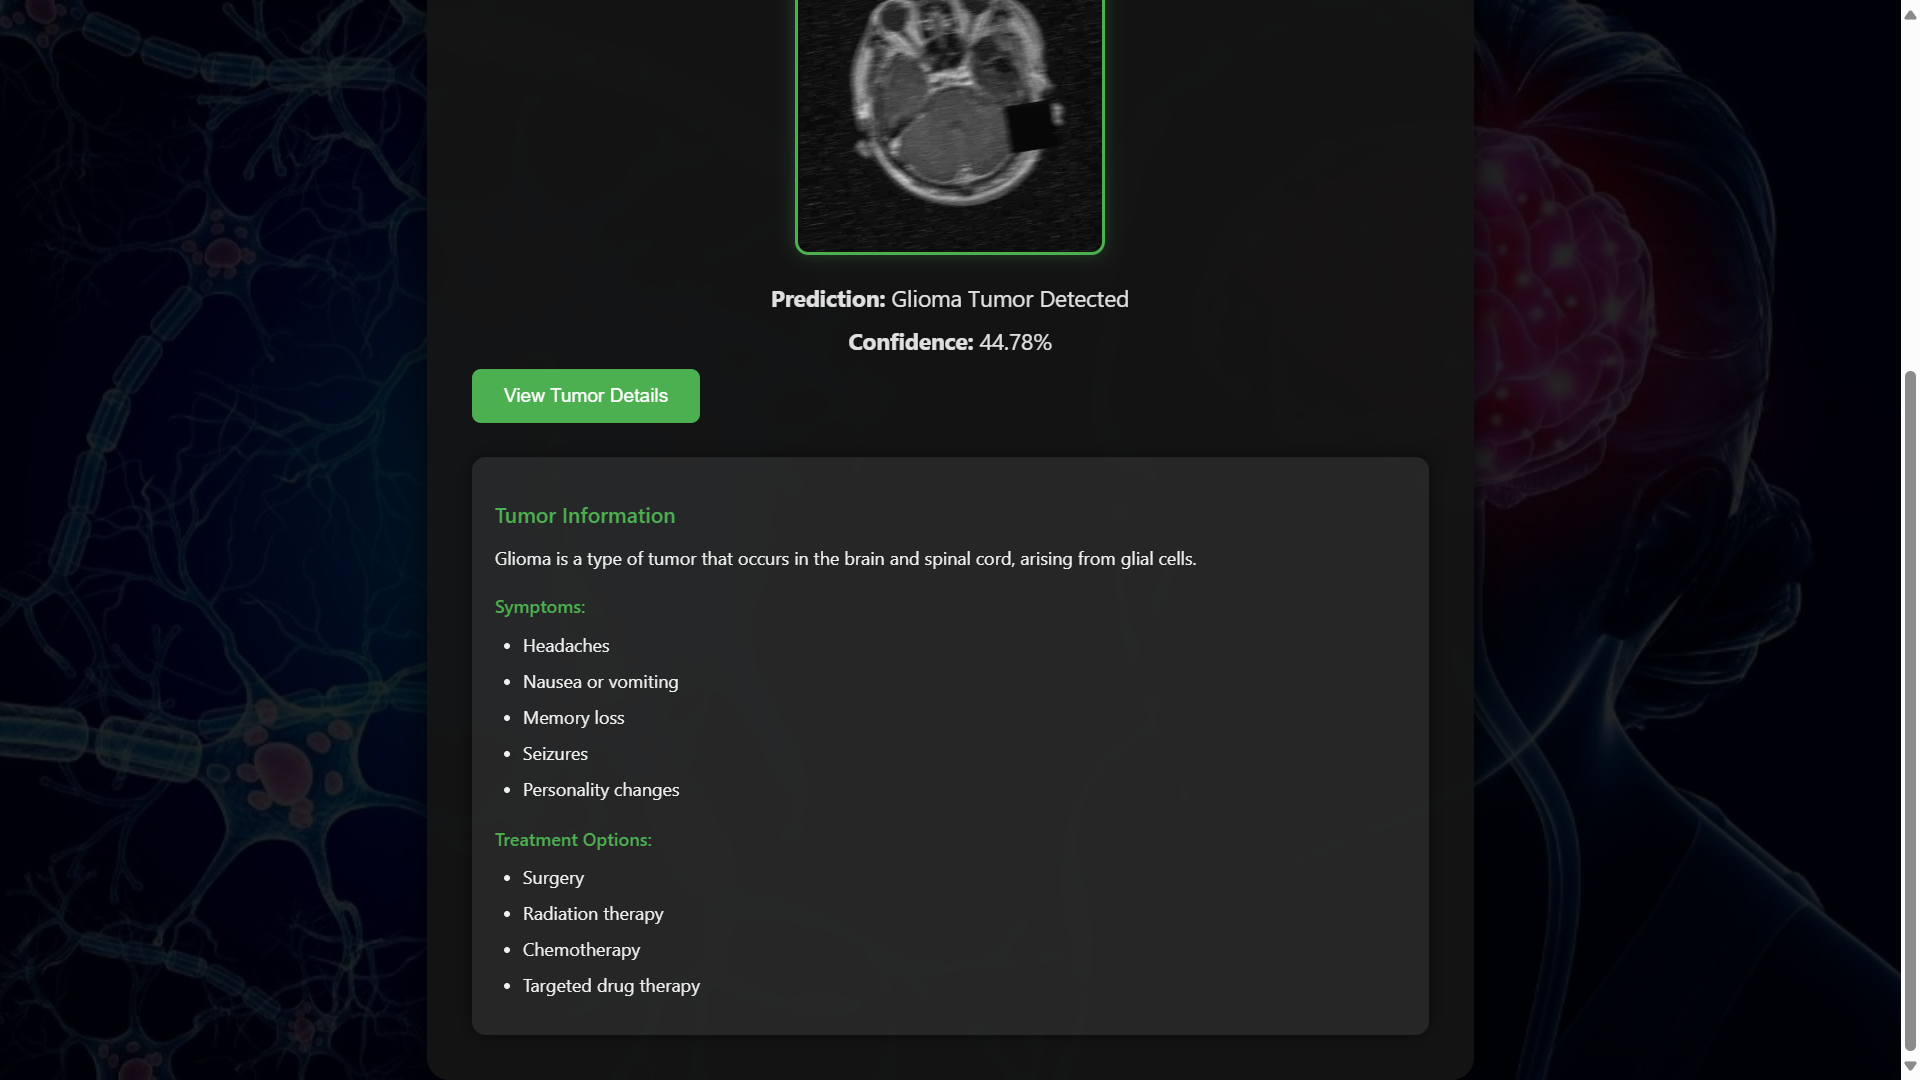 Prediction: Glioma Tumor Detected
Confidence: 44.78%
View Tumor Details
Tumor Information
Glioma is a type of tumor that occurs in the brain and spinal cord, arising from glial cells.
Symptoms:
• Headaches
• Nausea or vomiting
• Memory loss
• Seizures
• Personality changes
Treatment Options:
• Surgery
• Radiation therapy
• Chemotherapy
• Targeted drug therapy